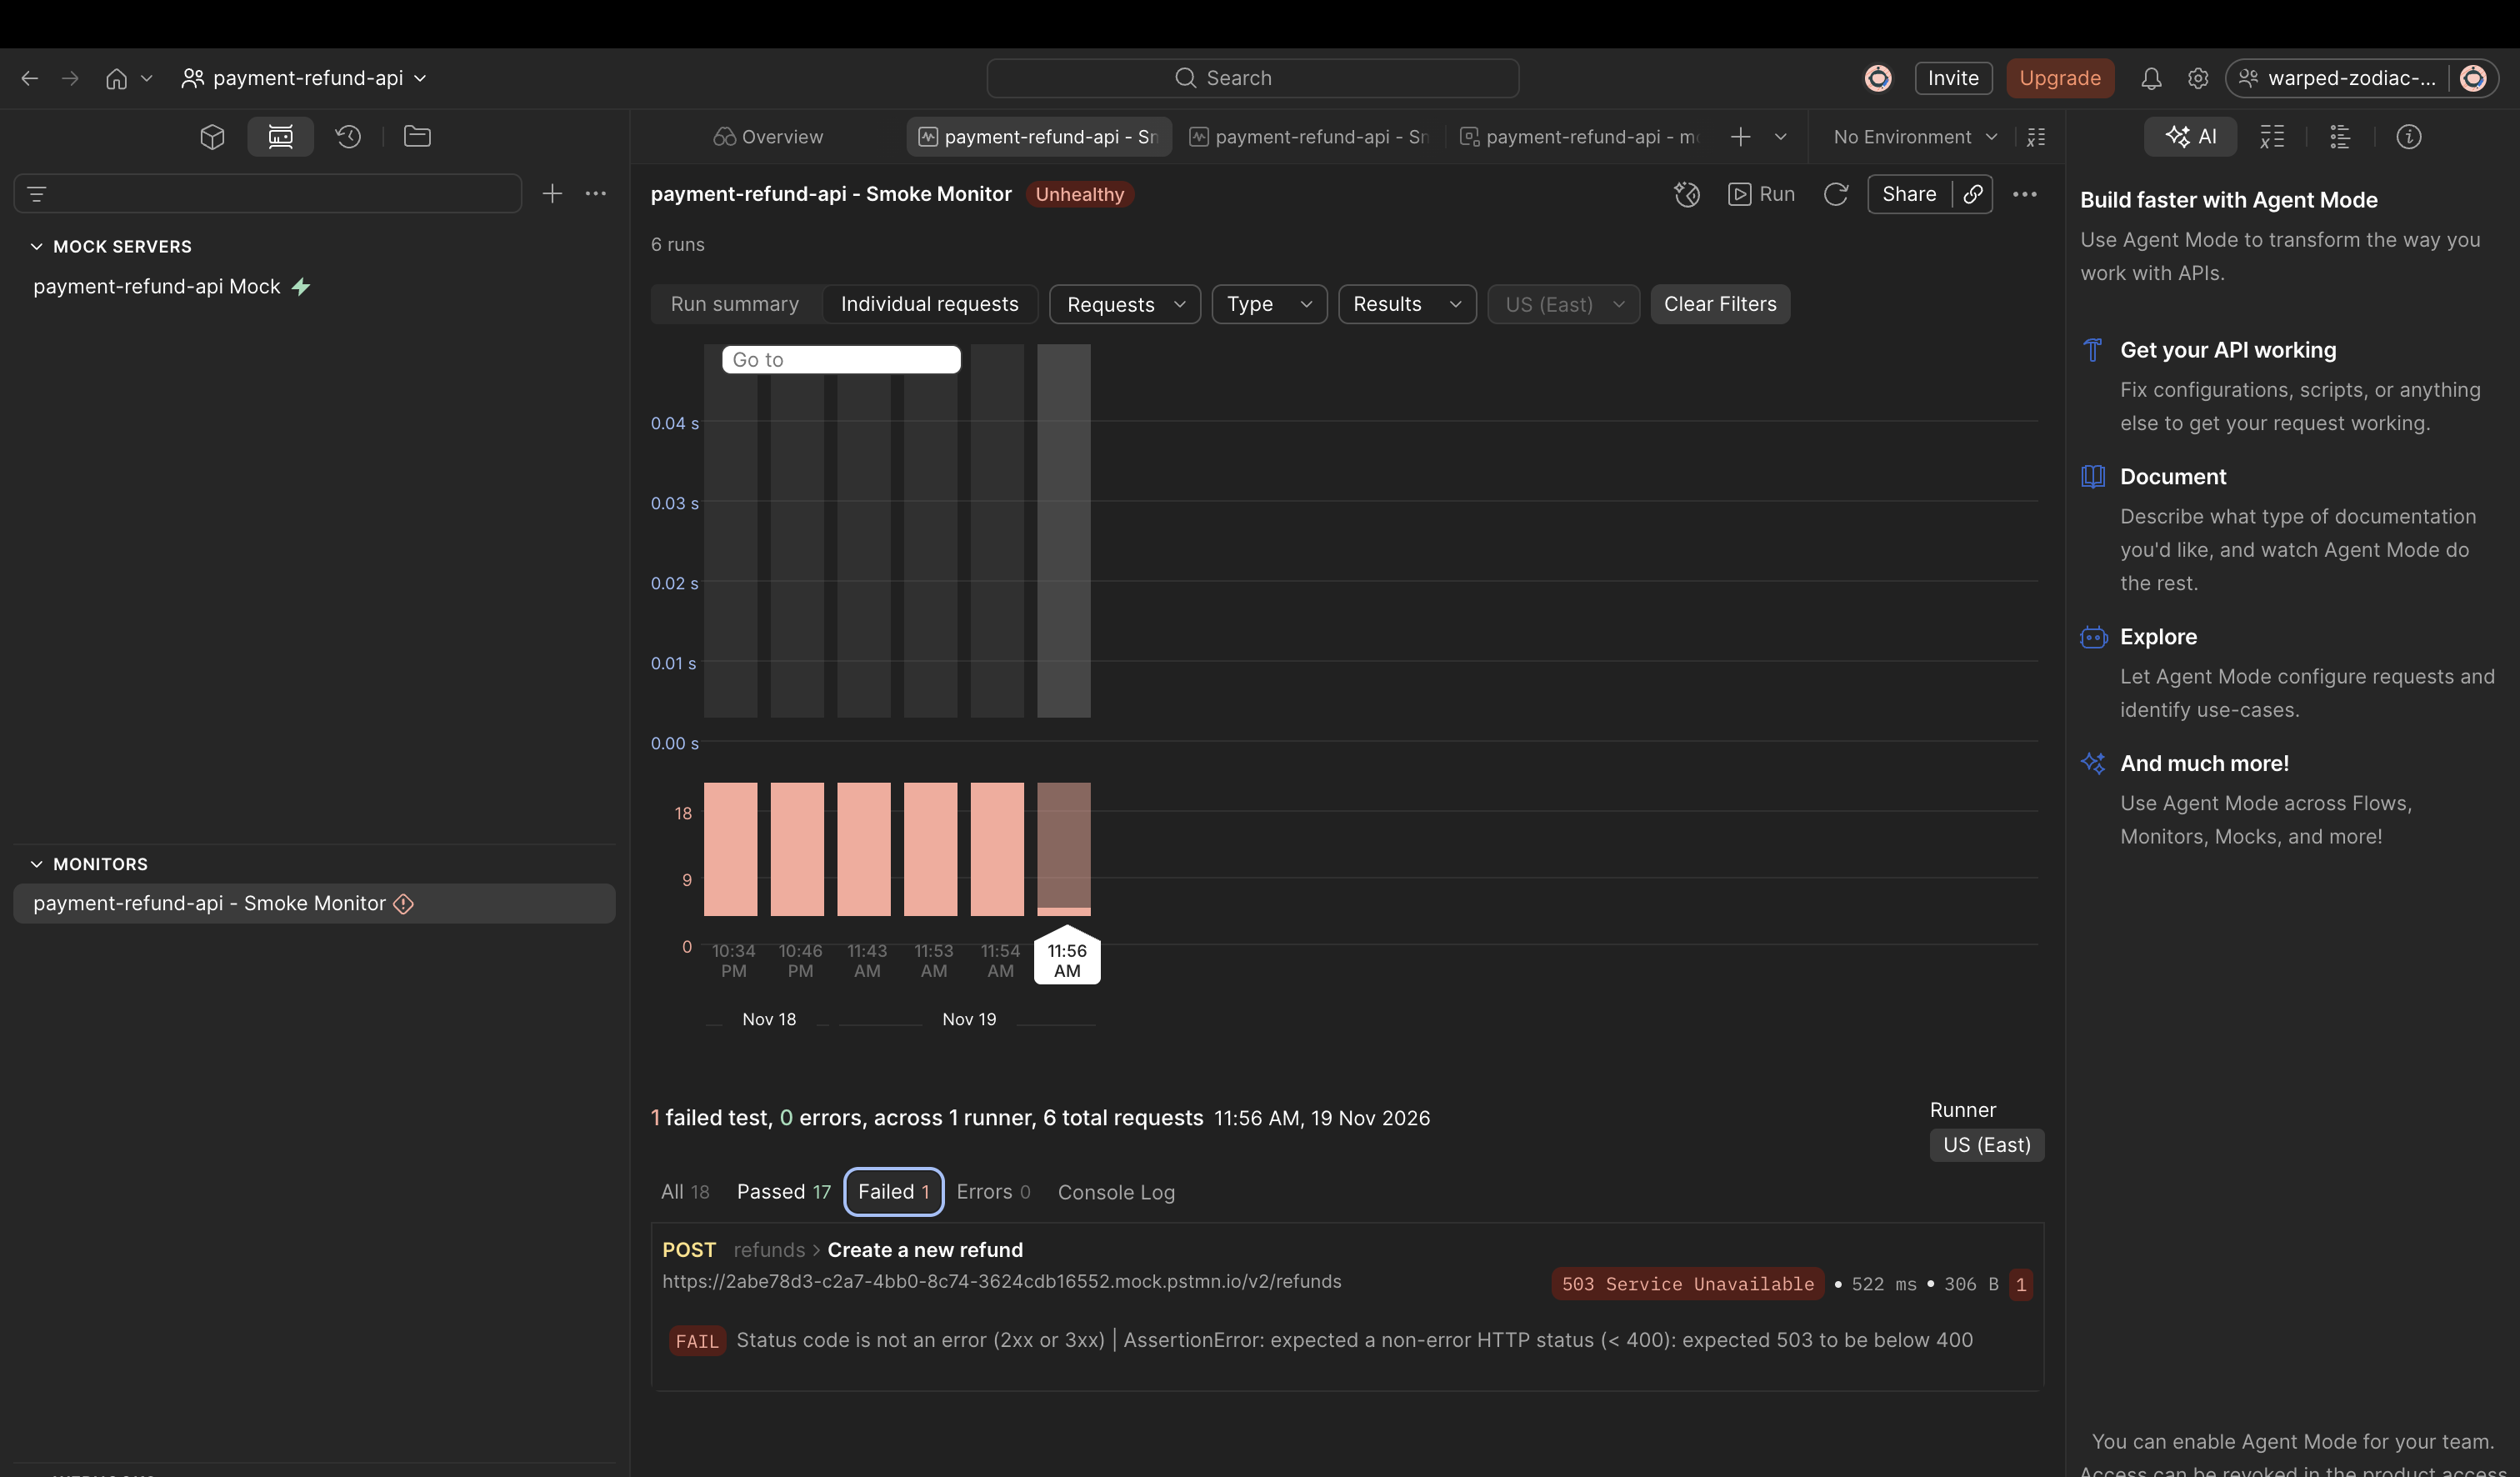 payment-refund-api
Search
Invite
Upgrade
warped-zodiac-...
Overview
payment-refund-api - Sn
payment-refund-api - Sn
payment-refund-api - mo
No Environment
AI
MOCK SERVERS
payment-refund-api Mock
MONITORS
payment-refund-api - Smoke Monitor
payment-refund-api - Smoke Monitor
Unhealthy
Run
Share
6 runs
Run summary
Individual requests
Requests
Type
Results
US (East)
Clear Filters
Go to
0.04 s
0.03 s
0.02 s
0.01 s
0.00 s
18
9
0
10:34 PM
10:46 PM
11:43 AM
11:53 AM
11:54 AM
11:56 AM
Nov 18
Nov 19
1 failed test, 0 errors, across 1 runner, 6 total requests 11:56 AM, 19 Nov 2026
Runner
US (East)
All 18
Passed 17
Failed 1
Errors 0
Console Log
POST refunds > Create a new refund
https://2abe78d3-c2a7-4bb0-8c74-3624cdb16552.mock.pstmn.io/v2/refunds
503 Service Unavailable • 522 ms • 306 B 1
FAIL Status code is not an error (2xx or 3xx) | AssertionError: expected a non-error HTTP status (< 400): expected 503 to be below 400
Build faster with Agent Mode
Use Agent Mode to transform the way you
work with APIs.
Get your API working
Fix configurations, scripts, or anything
else to get your request working.
Document
Describe what type of documentation
you'd like, and watch Agent Mode do
the rest.
Explore
Let Agent Mode configure requests and
identify use-cases.
And much more!
Use Agent Mode across Flows,
Monitors, Mocks, and more!
You can enable Agent Mode for your team.
Access can be revoked in the product access